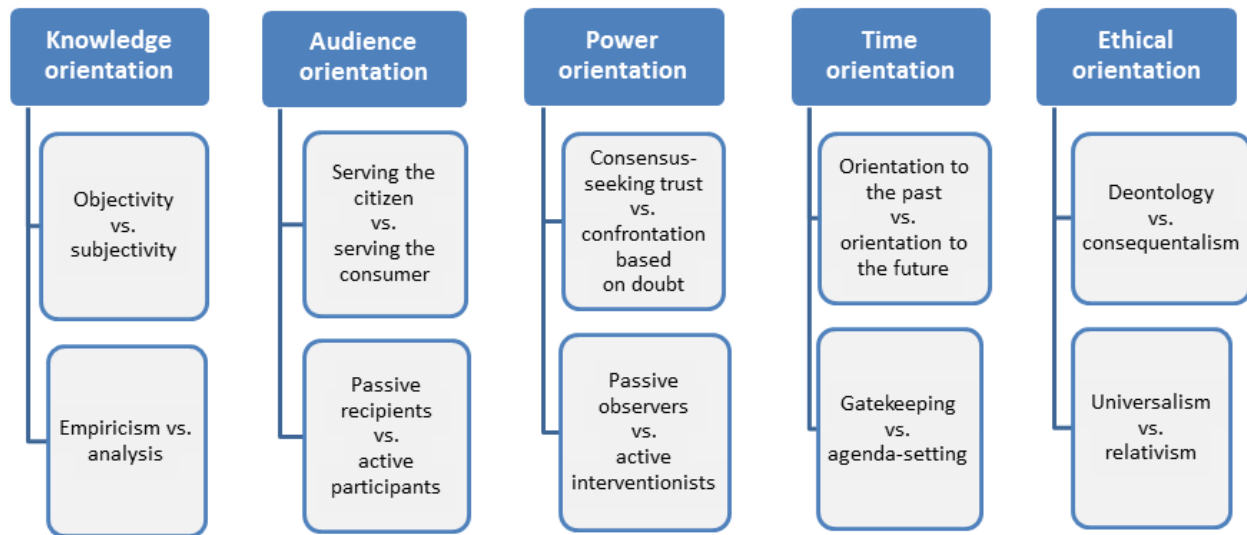 Knowledge
orientation
Objectivity
vs.
subjectivity
Empiricism vs.
analysis
Audience
orientation
Serving the
citizen
vs.
serving the
consumer
Passive
recipients
vs.
active
participants
Power
orientation
Consensus-
seeking trust
vs.
confrontation
based
on doubt
Passive
observers
vs.
active
interventionists
Time
orientation
Orientation to
the past
vs.
orientation to
the future
Gatekeeping
vs.
agenda-setting
Ethical
orientation
Deontology
vs.
consequentalism
Universalism
vs.
relativism